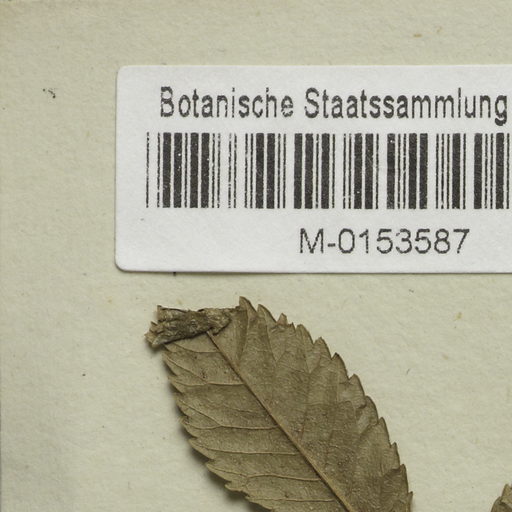 Botanische Staatssammlung
M-0153587